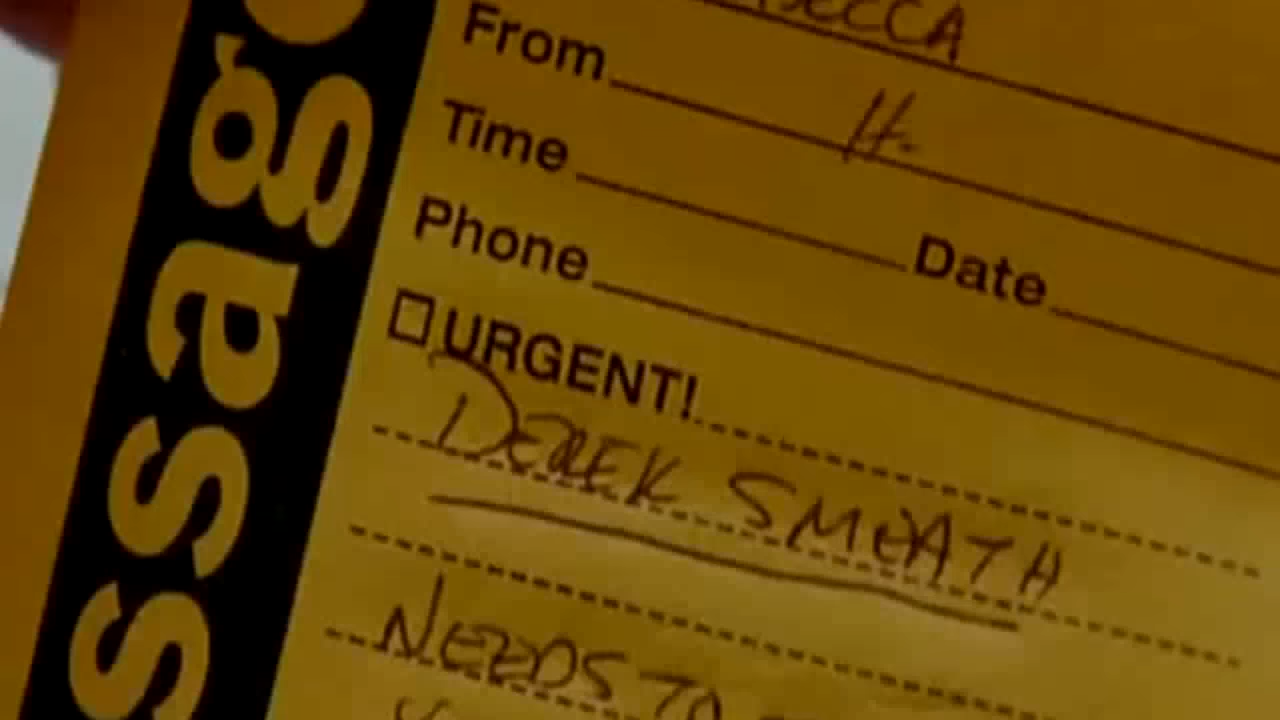 From H.
Time Date
Phone
URGENT!
DEREK SMEATH
NEEDS TO
ssag